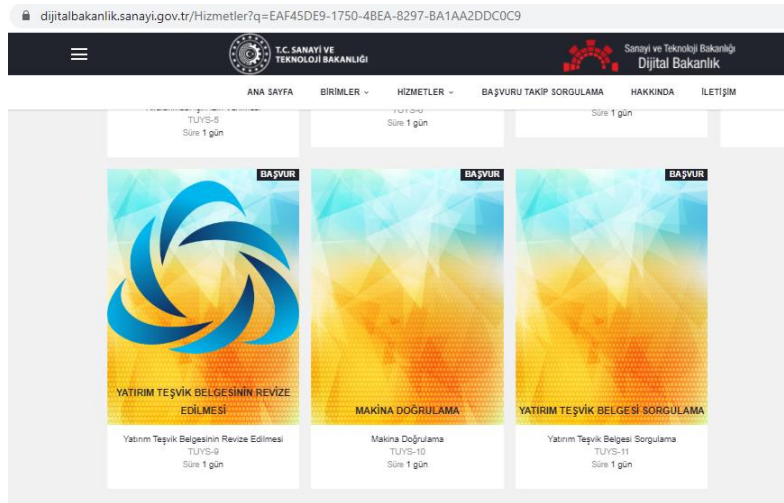 dijitalbakanlik.sanayi.gov.tr/Hizmetler?q=EAF45DE9-1750-4BEA-8297-BA1AA2DDC0C9
T.C. SANAYİ VE
TEKNOLOJİ BAKANLIĞI
Sanayi ve Teknoloji Bakanlığı
Dijital Bakanlık
ANA SAYFA BİRİMLER HİZMETLER BAŞVURU TAKİP SORGULAMA HAKKINDA İLETİŞİM
TUYS-5
Süre 1 gün
Süre 1 gün
Süre 1 gün
BAŞVUR
YATIRIM TEŞVİK BELGESİNİN REVİZE
EDİLMESİ
Yatırım Teşvik Belgesinin Revize Edilmesi
TUYS-9
Süre 1 gün
BAŞVUR
MAKİNA DOĞRULAMA
Makina Doğrulama
TUYS-10
Süre 1 gün
BAŞVUR
YATIRIM TEŞVİK BELGESİ SORGULAMA
Yatırım Teşvik Belgesi Sorgulama
TUYS-11
Süre 1 gün